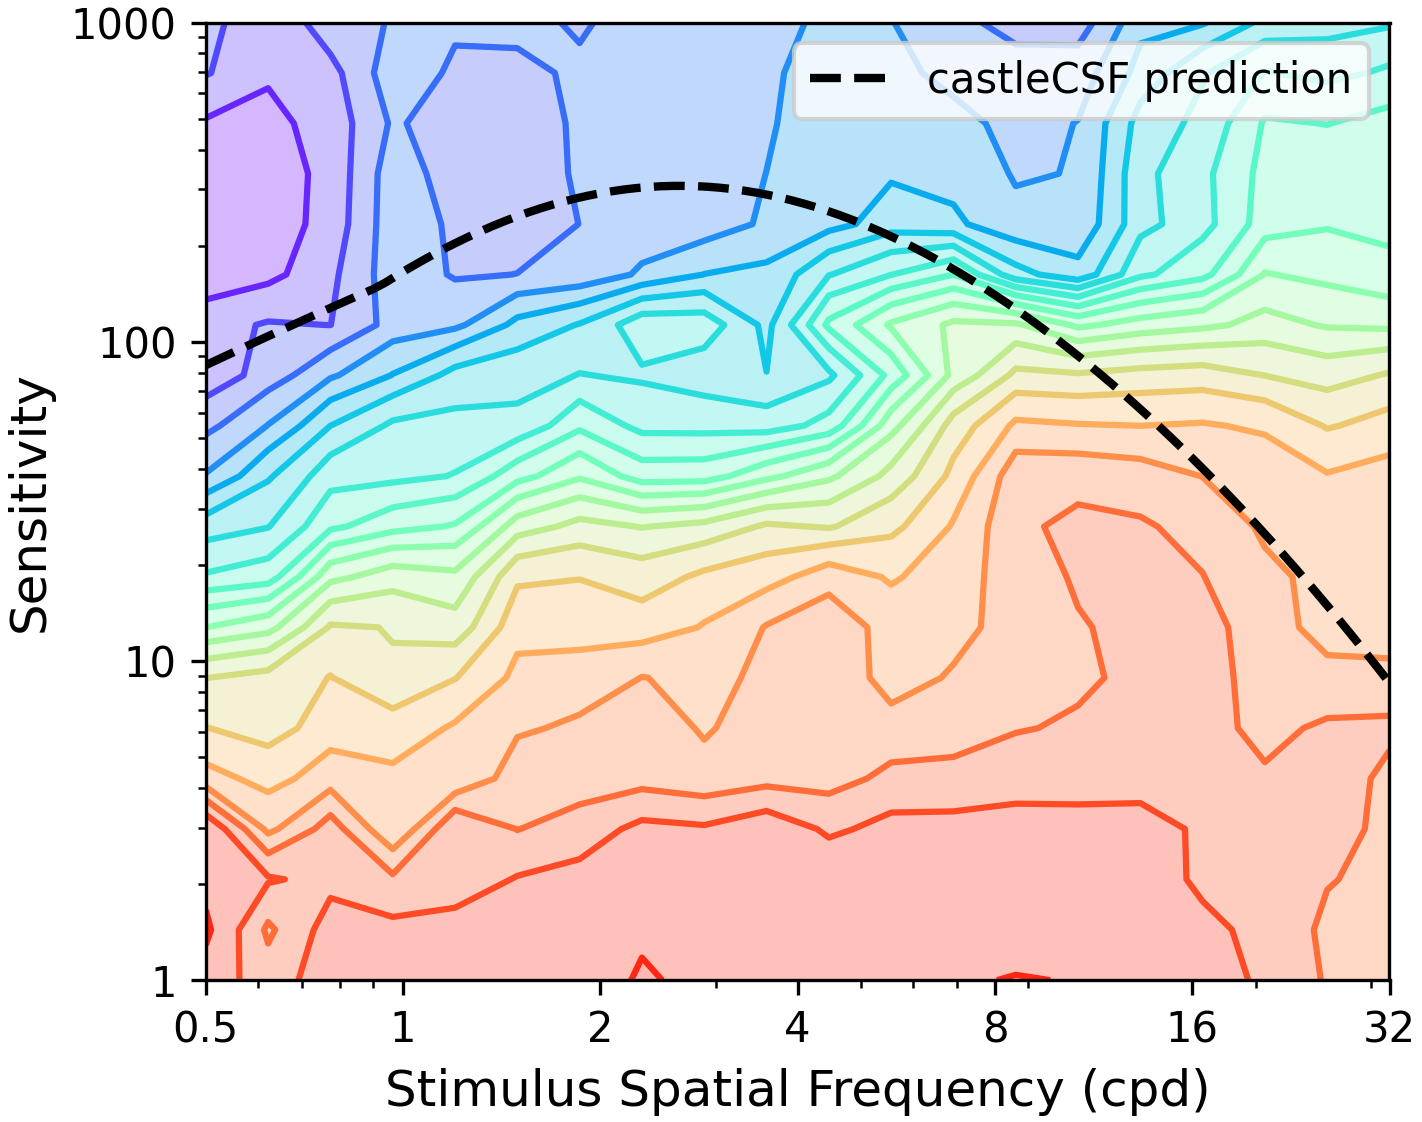 1000
castleCSF prediction
100
Sensitivity
10
1
0.5 1 2 4 8 16 32
Stimulus Spatial Frequency (cpd)